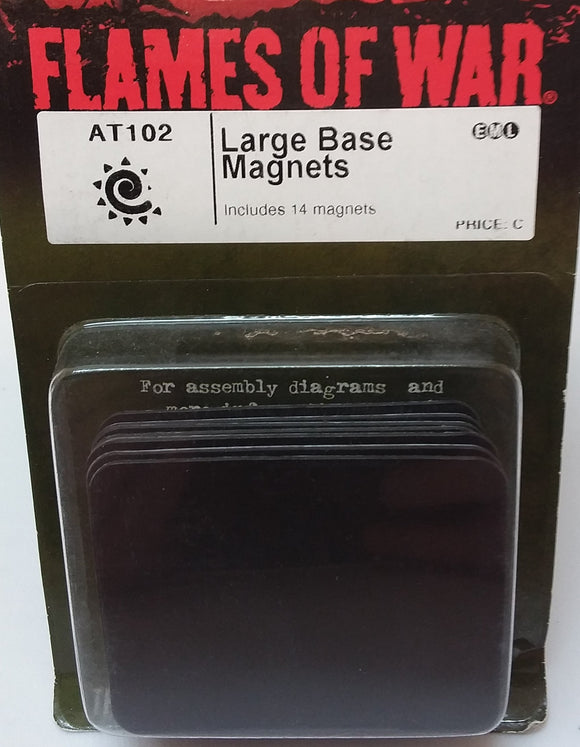 FLAMES OF WAR®
AT102
Large Base
Magnets
Includes 14 magnets
E M L
PRICE: C
For assembly diagrams and